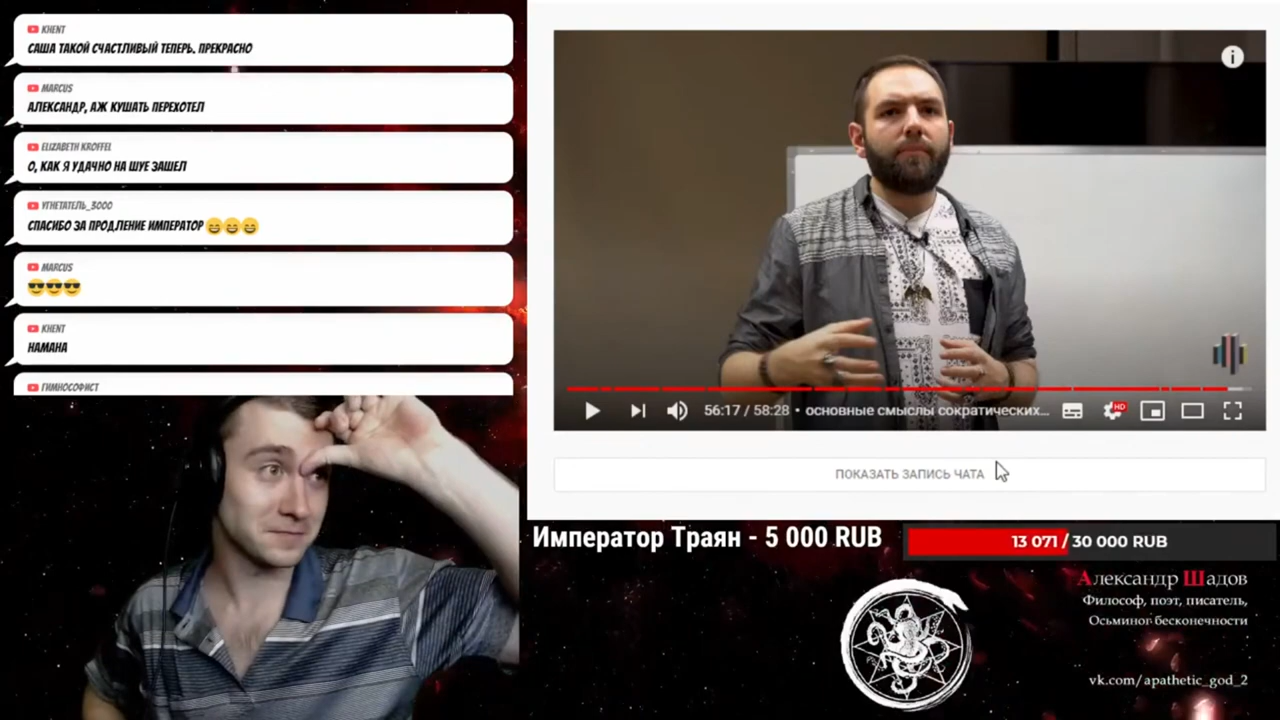 KHENT
САША ТАКОЙ СЧАСТЛИВЫЙ ТЕПЕРЬ. ПРЕКРАСНО
MARCUS
АЛЕКСАНДР, АЖ КУШАТЬ ПЕРЕХОТЕЛ
ELIZABETH KROFFEL
О, КАК Я УДАЧНО НА ШУЕ ЗАШЕЛ
УГНЕТАТЕЛЬ_3000
СПАСИБО ЗА ПРОДЛЕНИЕ ИМПЕРАТОР 😄😄😄
MARCUS
😎😎😎
KHENT
НАМАНА
ГИМНОСОФИСТ
56:17 / 58:28 • основные смыслы сократических...
HD
ПОКАЗАТЬ ЗАПИСЬ ЧАТА
Император Траян - 5 000 RUB
13 071 / 30 000 RUB
Александр Шадов
Философ, поэт, писатель,
Осьминог бесконечности
vk.com/apathetic_god_2